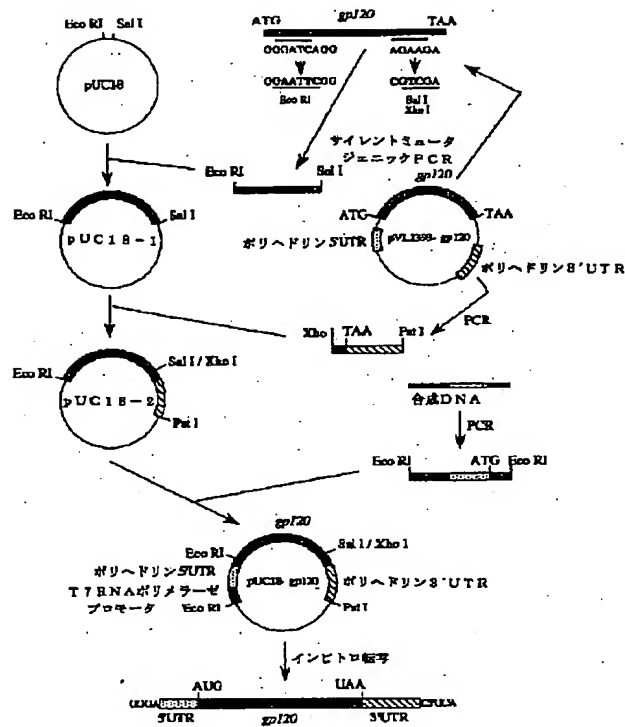 Eco RI Sal I
pUC18
gp120
ATG TAA
GGGATCAGG AGAAGA
GGAATTCGG CGTCGA
Eco RI Sal I
Xho I
サイレントミュータ
ジェニックPCR
Eco RI Sal I
gp120
ATG TAA
pVL1393-gp120
ポリヘドリン5'UTR
ポリヘドリン3'UTR
Eco RI Sal I
pUC18-1
PCR
Xho TAA Pst I
Eco RI Sal I/Xho I
pUC18-2
Pst I
合成DNA
PCR
Eco RI ATG Eco RI
gp120
Eco RI Sal I/Xho I
ポリヘドリン5'UTR
T7RNAポリメラーゼ
プロモータ
Eco RI
pUC18-gp120
ポリヘドリン3'UTR
Pst I
インビトロ転写
AUG UAA
5'UTR gp120 3'UTR